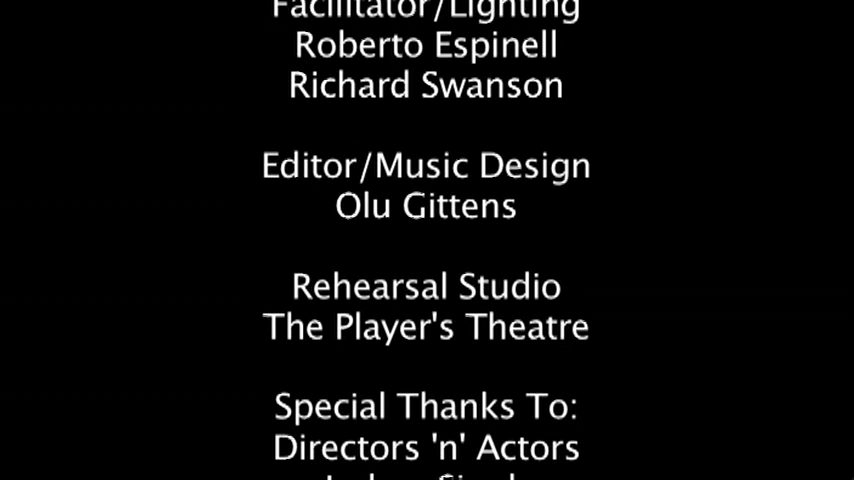 Facilitator/Lighting
Roberto Espinell
Richard Swanson
Editor/Music Design
Olu Gittens
Rehearsal Studio
The Player's Theatre
Special Thanks To:
Directors 'n' Actors